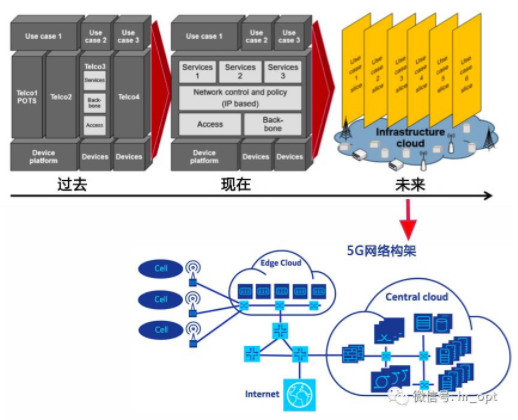 Use case 1
Use case 2
Use case 3
Telco1 POTS
Telco2
Telco3
Services
Back-bone
Access
Telco4
Device platform
Devices
Devices
Use case 1
Use case 2
Use case 3
Services 1
Services 2
Services 3
Network control and policy
(IP based)
Access
Back-bone
Device platform
Devices
Devices
Use case 1 slice
Use case 2 slice
Use case 3 slice
Use case 4 slice
Use case 5 slice
Use case 6 slice
Infrastructure cloud
过去
现在
未来
5G网络构架
Cell
Cell
Cell
Edge Cloud
Central cloud
Internet
微信号: hr_opt